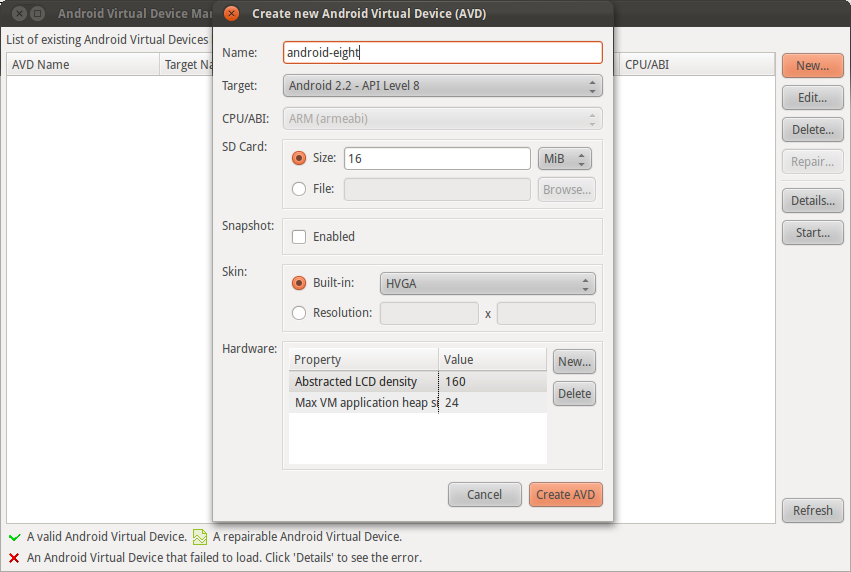 Android Virtual Device Ma
Create new Android Virtual Device (AVD)
List of existing Android Virtual Devices
AVD Name
Target Na
CPU/ABI
New...
Edit...
Delete...
Repair...
Details...
Start...
Refresh
Name:
android-eight
Target:
Android 2.2 - API Level 8
CPU/ABI:
ARM (armeabi)
SD Card:
Size:
16
MiB
File:
Browse...
Snapshot:
Enabled
Skin:
Built-in:
HVGA
Resolution:
x
Hardware:
Property
Value
Abstracted LCD density
160
Max VM application heap si
24
New...
Delete
Cancel
Create AVD
A valid Android Virtual Device.
A repairable Android Virtual Device.
An Android Virtual Device that failed to load. Click 'Details' to see the error.